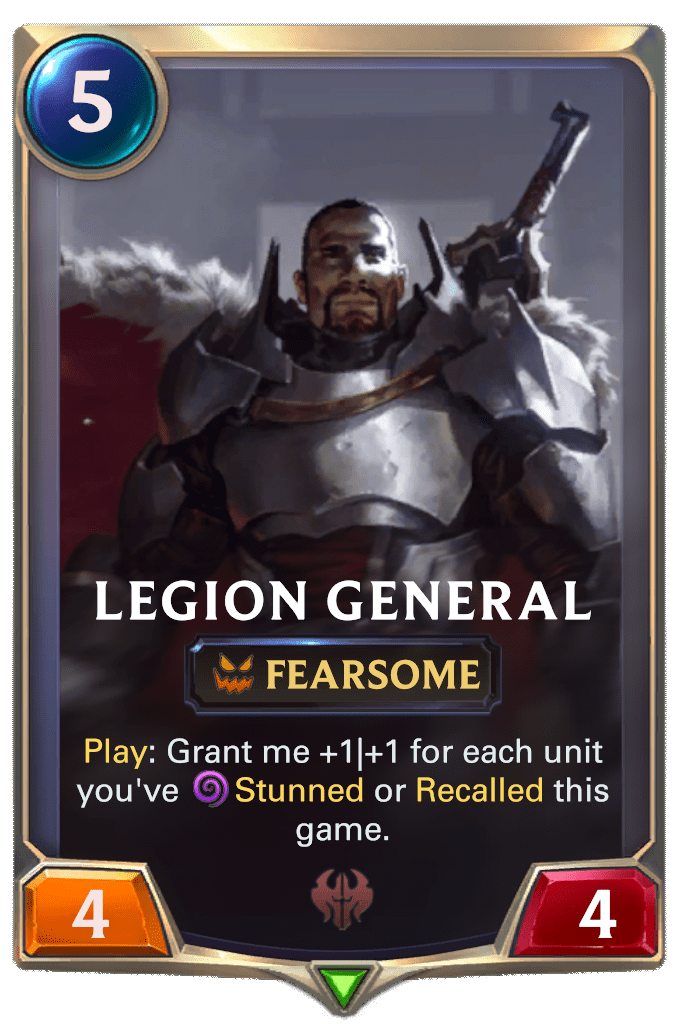 5
LEGION GENERAL
FEARSOME
Play: Grant me +1|+1 for each unit
you've Stunned or Recalled this
game.
4 4